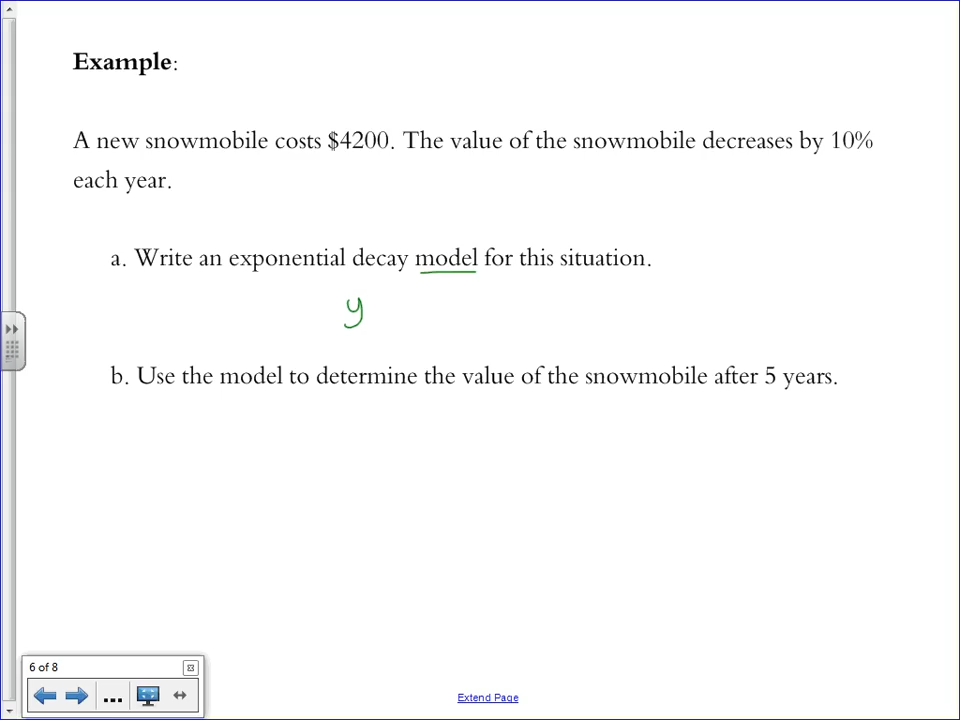 Example:
A new snowmobile costs $4200. The value of the snowmobile decreases by 10%
each year.
a. Write an exponential decay model for this situation.
y
b. Use the model to determine the value of the snowmobile after 5 years.
6 of 8
...
Extend Page